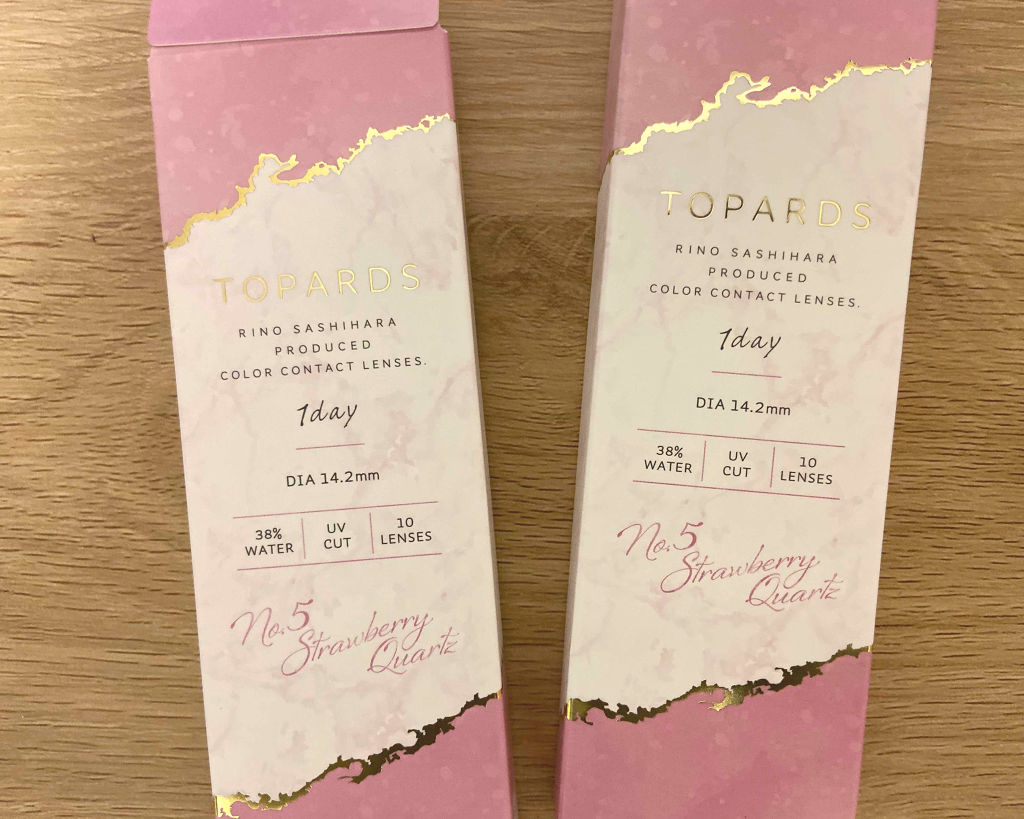 TOPARDS
RINO SASHIHARA
PRODUCED
COLOR CONTACT LENSES.
1day
DIA 14.2mm
38%
WATER
UV
CUT
10
LENSES
No.5
Strawberry
Quartz
TOPARDS
RINO SASHIHARA
PRODUCED
COLOR CONTACT LENSES.
1day
DIA 14.2mm
38%
WATER
UV
CUT
10
LENSES
No.5
Strawberry
Quartz